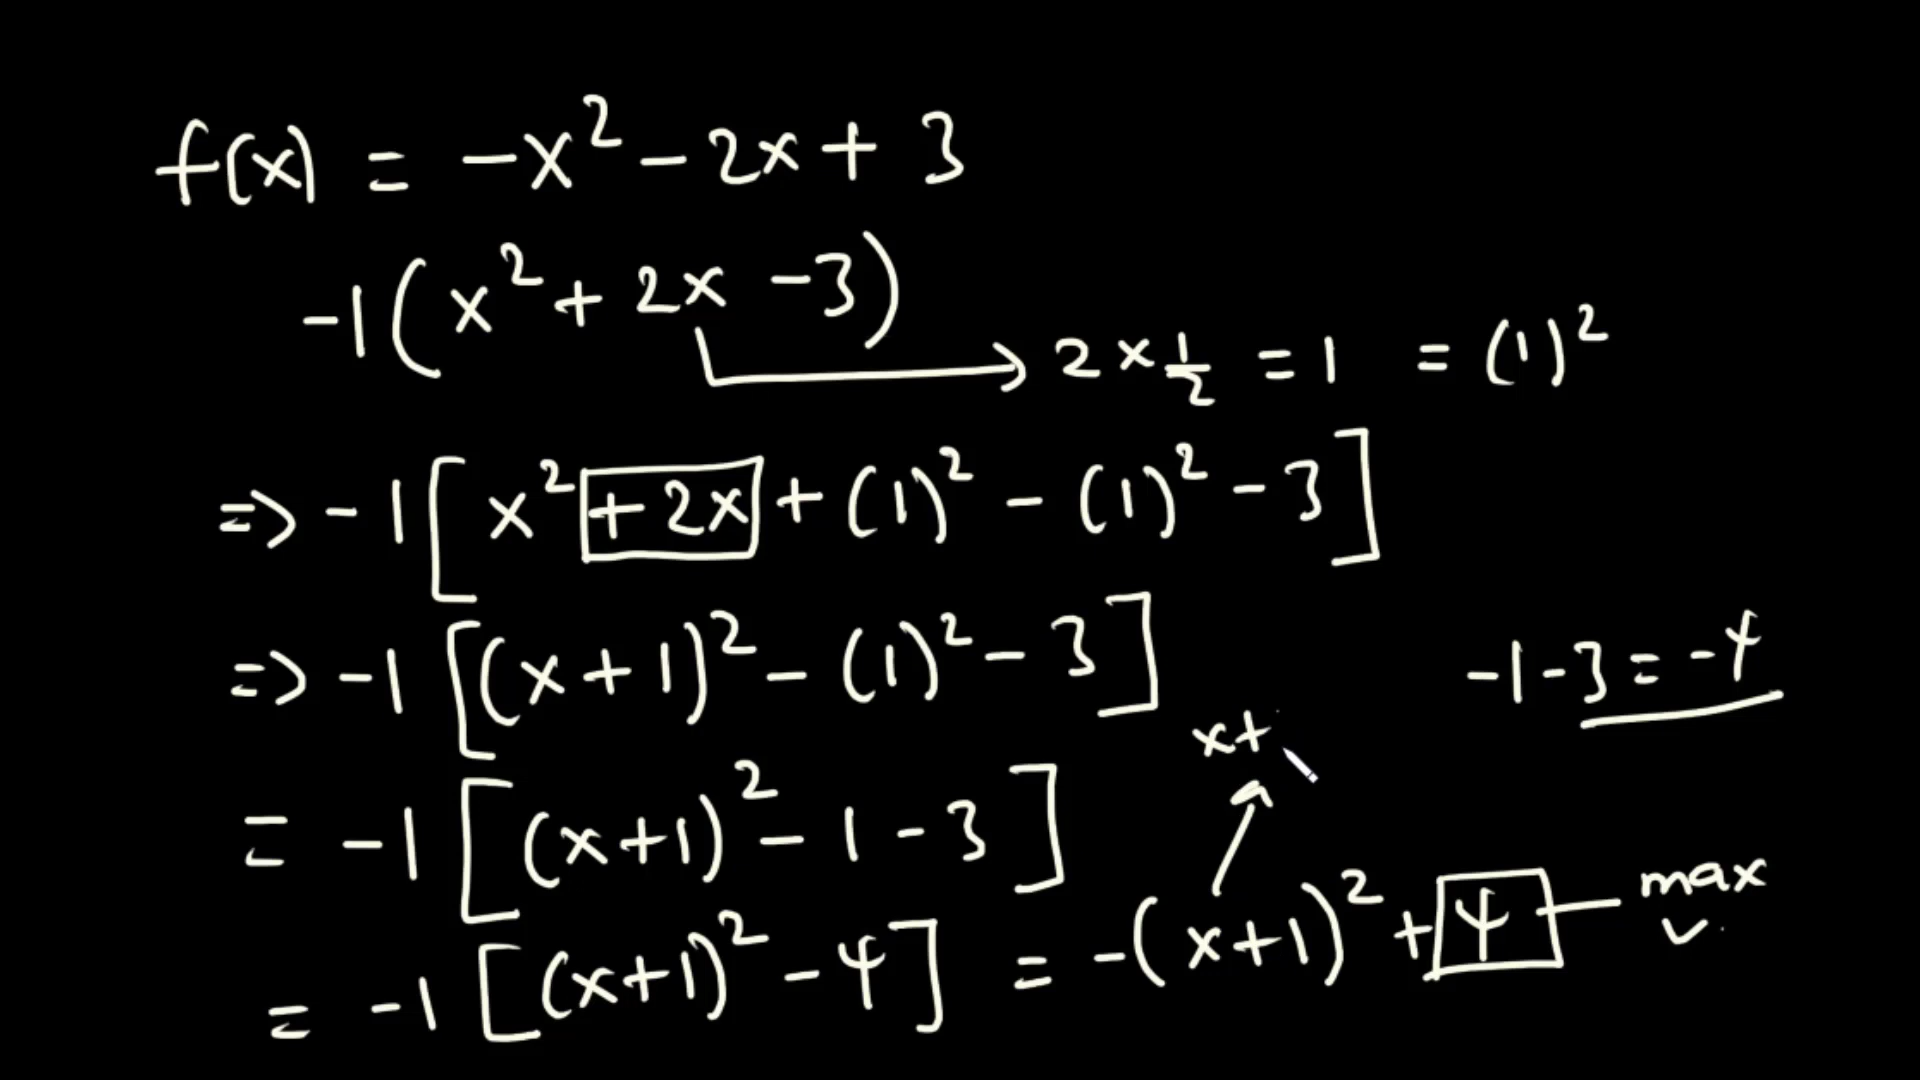 f(x) = -x² - 2x + 3
-1(x² + 2x - 3)
2 × 1/2 = 1 = (1)²
=> -1[x² + 2x + (1)² - (1)² - 3]
=> -1[(x+1)² - (1)² - 3]
-1-3 = -4
x+
= -1[(x+1)² - 1 - 3]
= -1[(x+1)² - 4] = -(x+1)² + 4 — max
v.